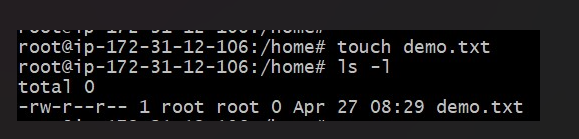 root@ip-172-31-12-106:/home# touch demo.txt
root@ip-172-31-12-106:/home# ls -l
total 0
-rw-r--r-- 1 root root 0 Apr 27 08:29 demo.txt